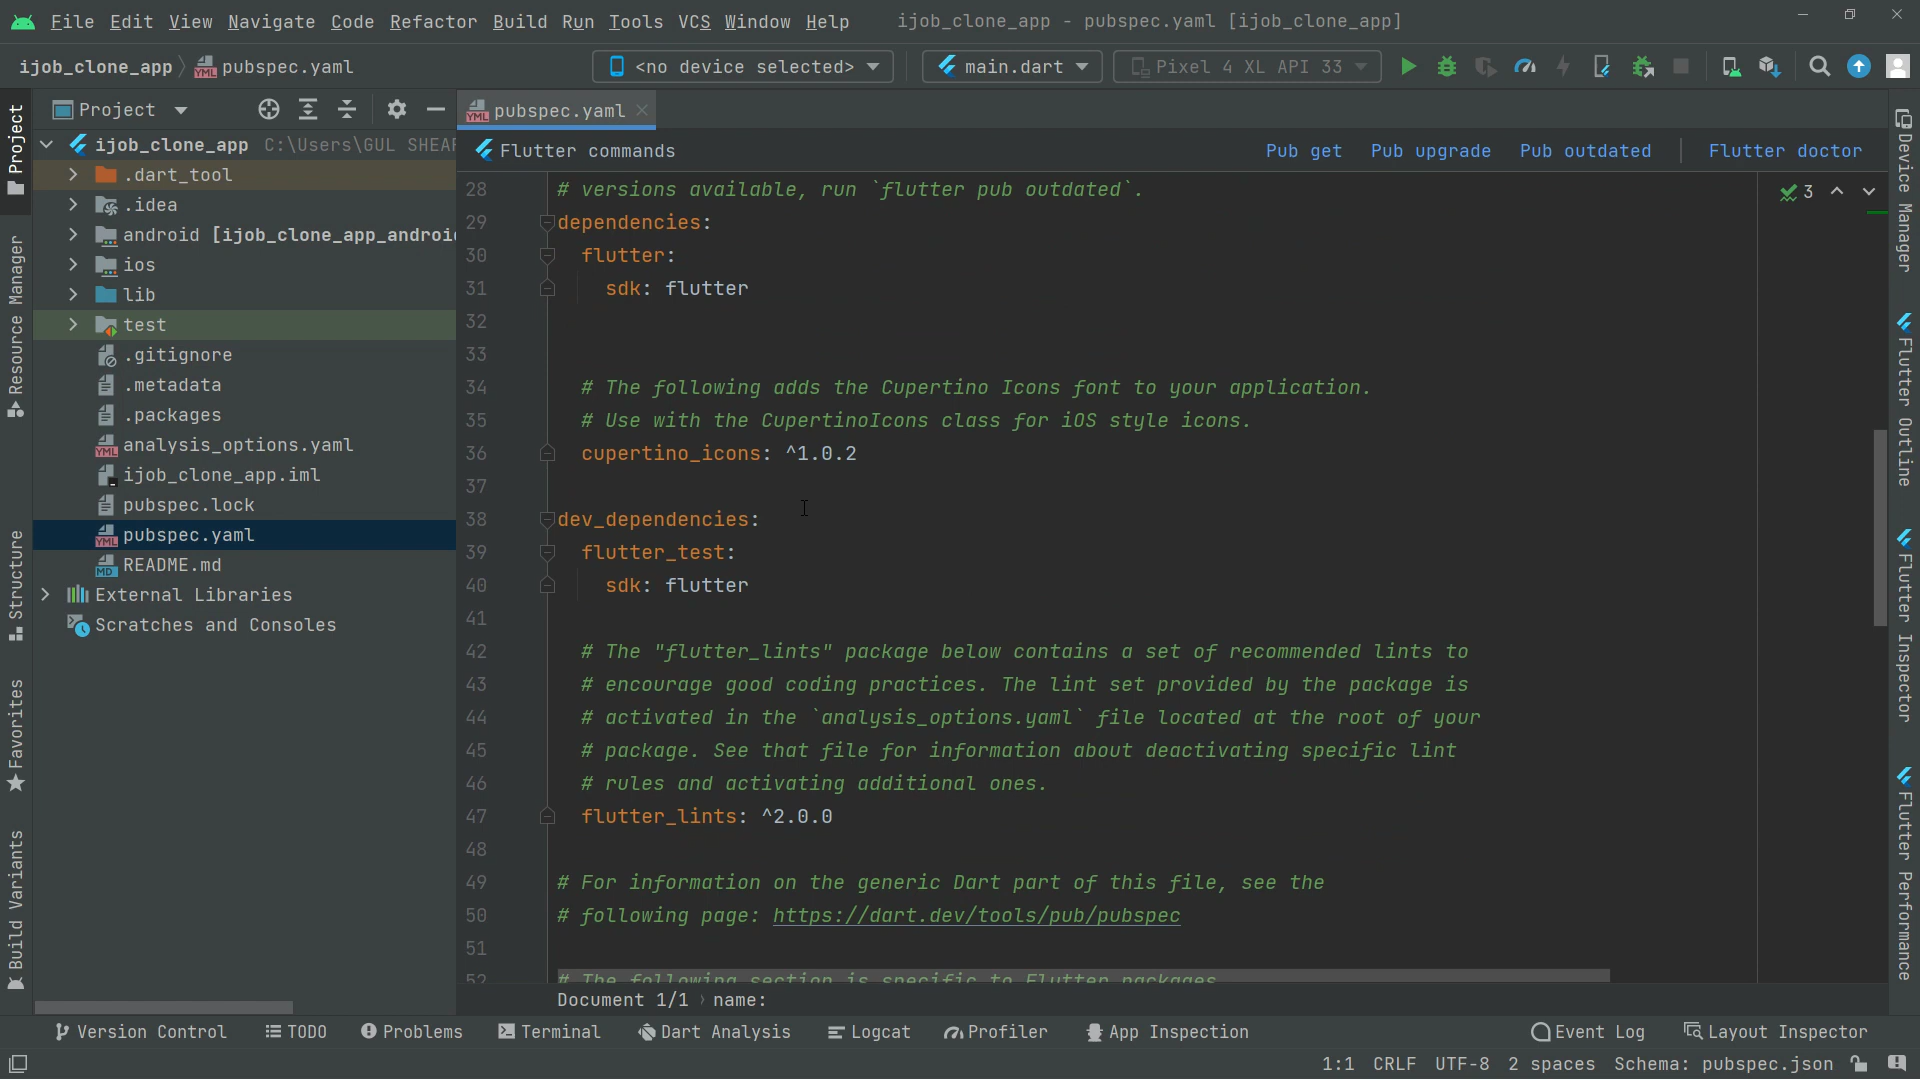 File Edit View Navigate Code Refactor Build Run Tools VCS Window Help ijob_clone_app - pubspec.yaml [ijob_clone_app]
ijob_clone_app pubspec.yaml <no device selected> main.dart Pixel 4 XL API 33
Project
pubspec.yaml
ijob_clone_app C:\Users\GUL SHEAR
.dart_tool
.idea
android [ijob_clone_app_androi
ios
lib
test
.gitignore
.metadata
.packages
analysis_options.yaml
ijob_clone_app.iml
pubspec.lock
pubspec.yaml
README.md
External Libraries
Scratches and Consoles
Flutter commands Pub get Pub upgrade Pub outdated Flutter doctor
3
28 # versions available, run `flutter pub outdated`.
29 dependencies:
30 flutter:
31 sdk: flutter
32
33
34 # The following adds the Cupertino Icons font to your application.
35 # Use with the CupertinoIcons class for iOS style icons.
36 cupertino_icons: ^1.0.2
37
38 dev_dependencies:
39 flutter_test:
40 sdk: flutter
41
42 # The "flutter_lints" package below contains a set of recommended lints to
43 # encourage good coding practices. The lint set provided by the package is
44 # activated in the `analysis_options.yaml` file located at the root of your
45 # package. See that file for information about deactivating specific lint
46 # rules and activating additional ones.
47 flutter_lints: ^2.0.0
48
49 # For information on the generic Dart part of this file, see the
50 # following page: https://dart.dev/tools/pub/pubspec
51
52 # The following section is specific to Flutter packages
Document 1/1 › name:
Project
Resource Manager
Structure
Favorites
Build Variants
Device Manager
Flutter Outline
Flutter Inspector
Flutter Performance
Version Control TODO Problems Terminal Dart Analysis Logcat Profiler App Inspection Event Log Layout Inspector
1:1 CRLF UTF-8 2 spaces Schema: pubspec.json